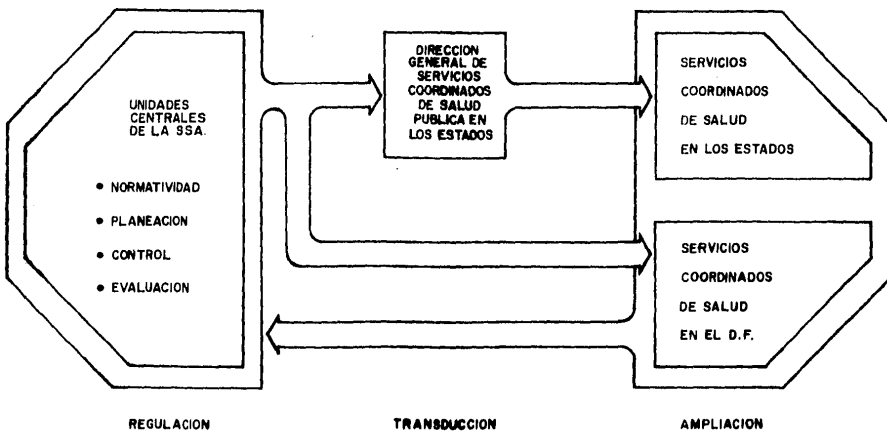 UNIDADES
CENTRALES
DE LA SSA.
• NORMATIVIDAD
• PLANEACION
• CONTROL
• EVALUACION
DIRECCION
GENERAL DE
SERVICIOS
COORDINADOS
DE SALUD
PUBLICA EN
LOS ESTADOS
SERVICIOS
COORDINADOS
DE SALUD
EN LOS ESTADOS
SERVICIOS
COORDINADOS
DE SALUD
EN EL D.F.
REGULACION
TRANSDUCCION
AMPLIACION